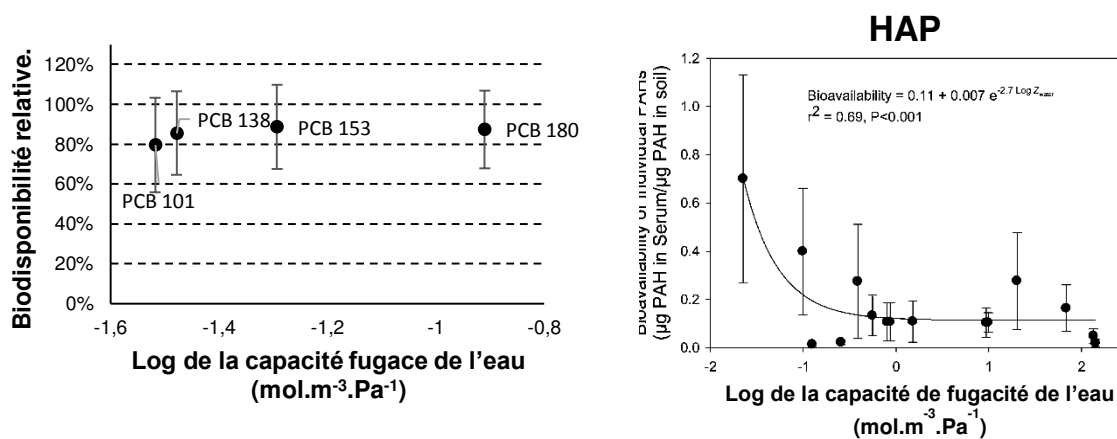 Biodisponibilité relative.
120%
100%
80%
60%
40%
20%
0%
PCB 138
PCB 153
PCB 180
PCB 101
-1,6
-1,4
-1,2
-1
-0,8
Log de la capacité fugace de l'eau
(mol.m-3.Pa-1)
HAP
Bioavailability of Individual PAHs
(µg PAH in Serum/µg PAH in soil)
1.2
1.0
0.8
0.6
0.4
0.2
0.0
Bioavailability = 0.11 + 0.007 e-2.7 Log Zwater
r2 = 0.69, P<0.001
-2
-1
0
1
2
Log de la capacité de fugacité de l'eau
(mol.m-3.Pa-1)